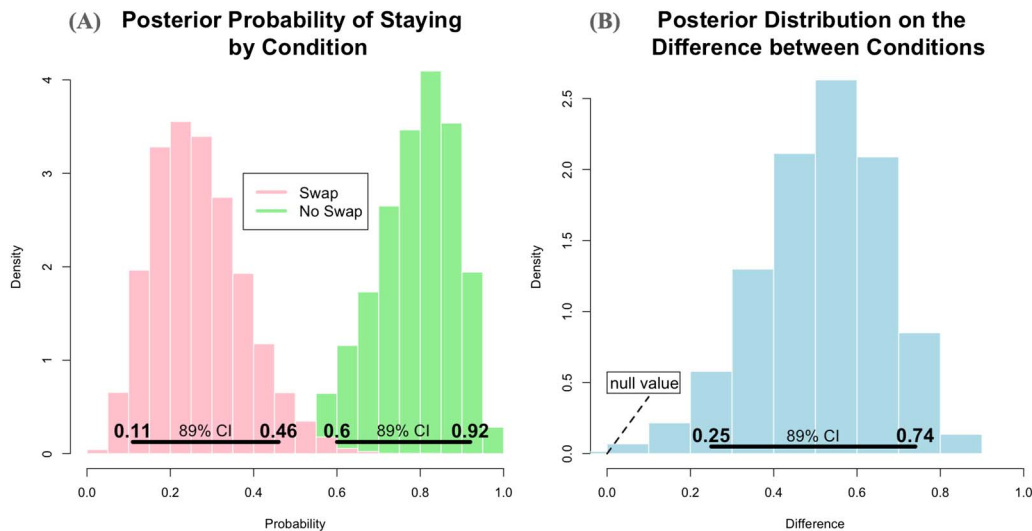 (A) Posterior Probability of Staying
by Condition
4
3
2
1
0
Density
Swap
No Swap
0.11 89% CI 0.46 0.6 89% CI 0.92
0.0 0.2 0.4 0.6 0.8 1.0
Probability
(B) Posterior Distribution on the
Difference between Conditions
2.5
2.0
1.5
1.0
0.5
0.0
Density
null value
0.25 89% CI 0.74
0.0 0.2 0.4 0.6 0.8 1.0
Difference